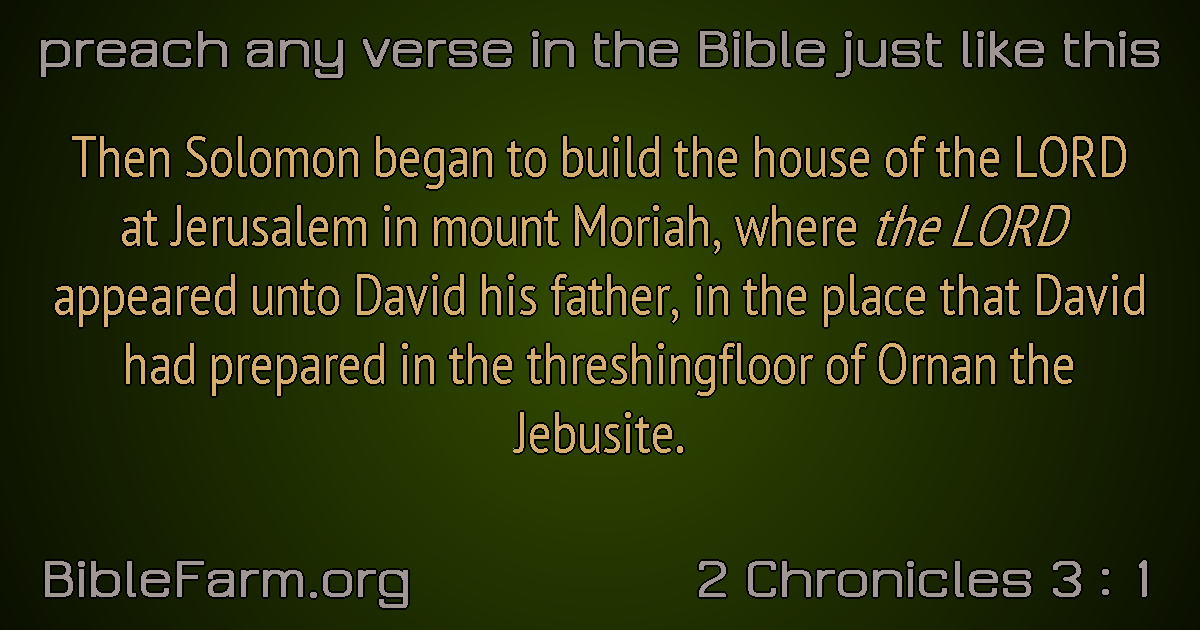 preach any verse in the Bible just like this
Then Solomon began to build the house of the LORD
at Jerusalem in mount Moriah, where the LORD
appeared unto David his father, in the place that David
had prepared in the threshingfloor of Ornan the
Jebusite.
BibleFarm.org
2 Chronicles 3 : 1